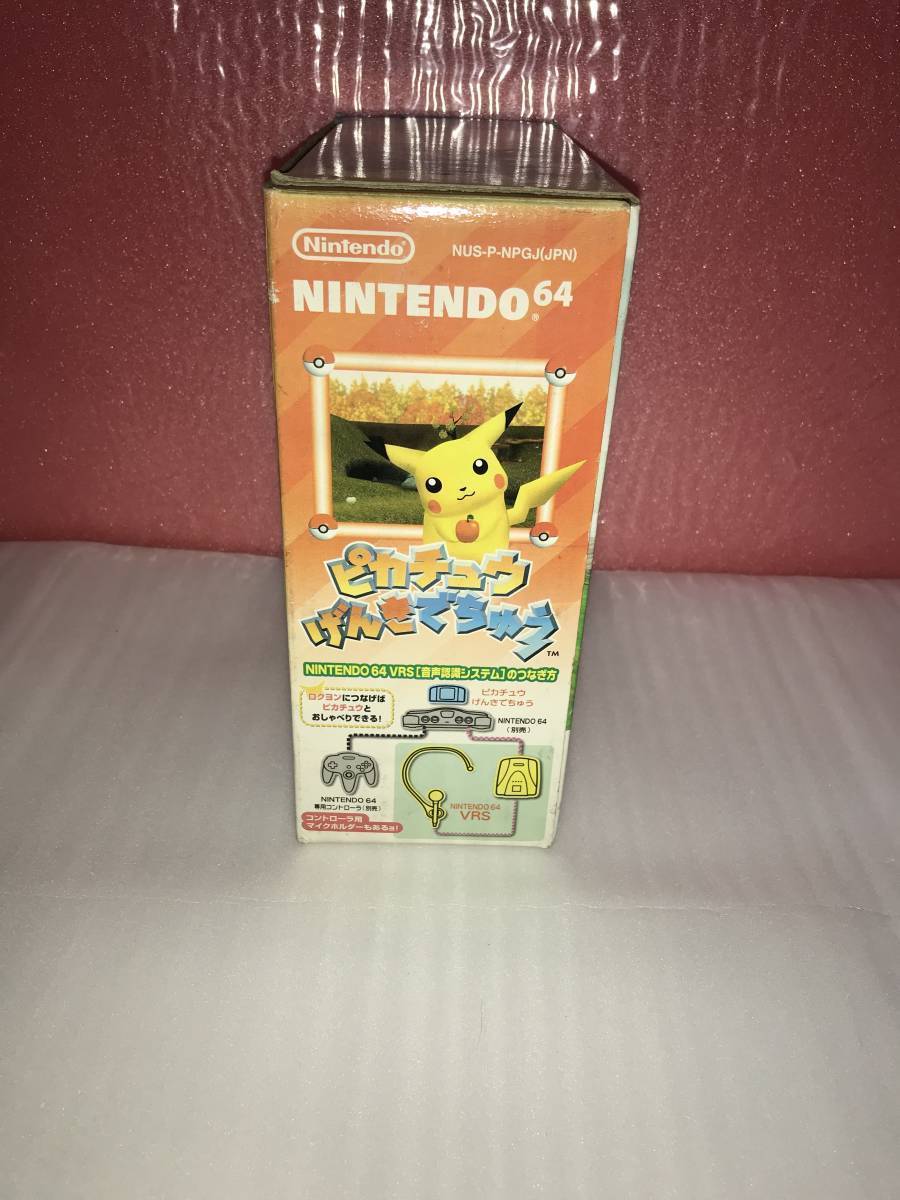 Nintendo®
NUS-P-NPGJ(JPN)
NINTENDO64®
ピカチュウ
げんきでちゅう™
NINTENDO 64 VRS[音声認識システム]のつなぎ方
ロクヨンにつなげば
ピカチュウと
おしゃべりできる!
ピカチュウ
げんきでちゅう
NINTENDO 64
(別売)
NINTENDO 64
専用コントローラ(別売)
NINTENDO 64
VRS
コントローラ用
マイクホルダーもあるヨ!